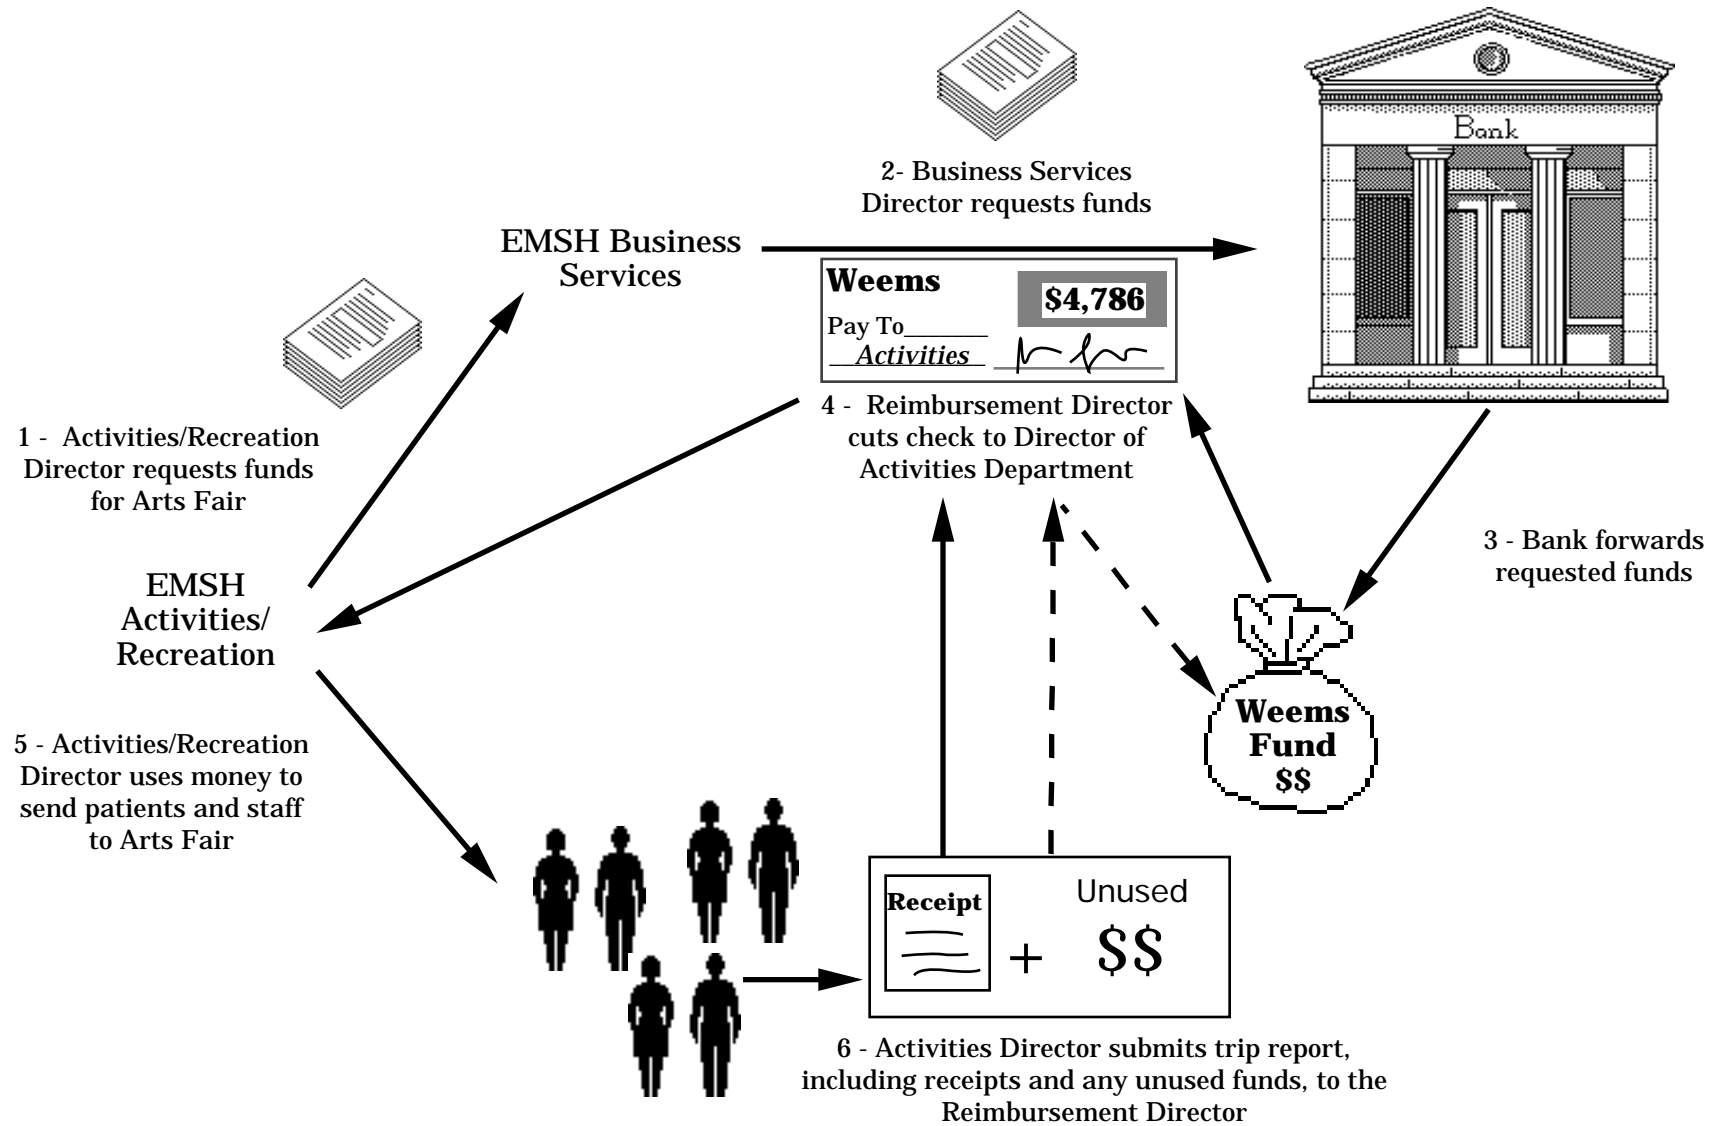 2- Business Services
Director requests funds
Bank
EMSH Business
Services
Weems
$4,786
Pay To_______
__Activities_
1 - Activities/Recreation
Director requests funds
for Arts Fair
4 - Reimbursement Director
cuts check to Director of
Activities Department
3 - Bank forwards
requested funds
EMSH
Activities/
Recreation
Weems
Fund
$$
5 - Activities/Recreation
Director uses money to
send patients and staff
to Arts Fair
Receipt
+
Unused
$$
6 - Activities Director submits trip report,
including receipts and any unused funds, to the
Reimbursement Director